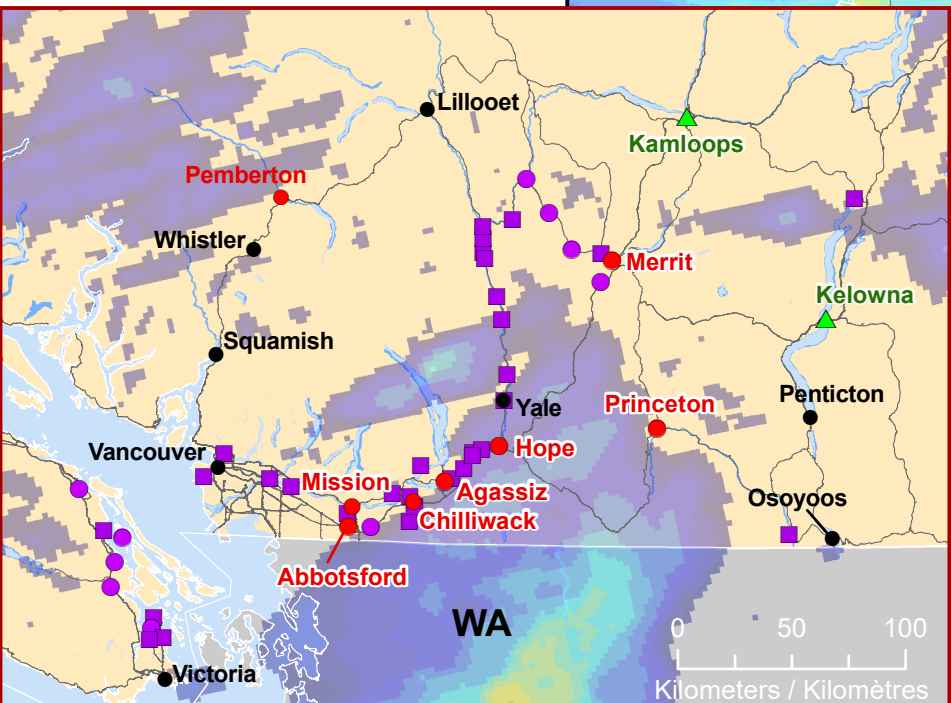 Lillooet
Kamloops
Pemberton
Whistler
Merrit
Kelowna
Squamish
Penticton
Princeton
Yale
Vancouver
Hope
Mission
Agassiz
Osoyoos
Chilliwack
Abbotsford
WA
0 50 100
Victoria
Kilometers / Kilomètres